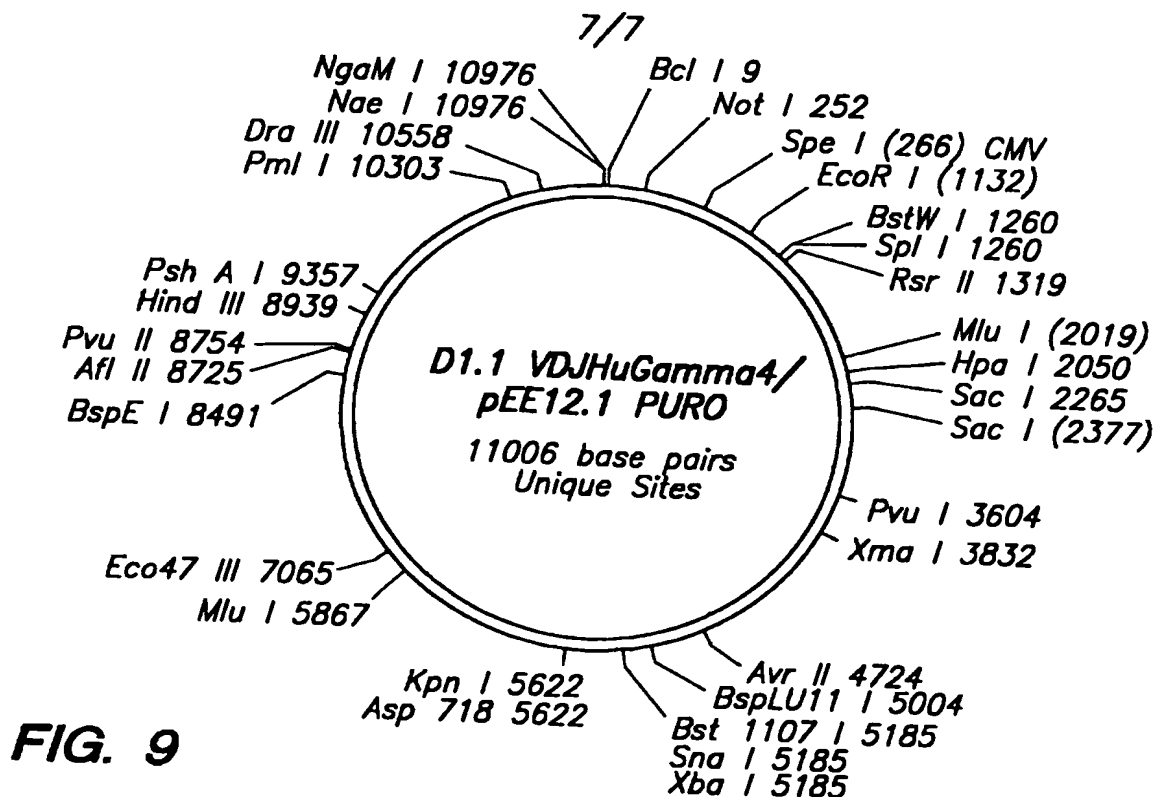 7/7
NgaM I 10976
Nae I 10976
Dra III 10558
Pml I 10303
Psh A I 9357
Hind III 8939
Pvu II 8754
Afl II 8725
BspE I 8491
Eco47 III 7065
Mlu I 5867
Kpn I 5622
Asp 718 5622
Bcl I 9
Not I 252
Spe I (266) CMV
EcoR I (1132)
BstW I 1260
Spl I 1260
Rsr II 1319
Mlu I (2019)
Hpa I 2050
Sac I 2265
Sac I (2377)
Pvu I 3604
Xma I 3832
Avr II 4724
BspLU11 I 5004
Bst 1107 I 5185
Sna I 5185
Xba I 5185
D1.1 VDJHuGamma4/
pEE12.1 PURO
11006 base pairs
Unique Sites
FIG. 9